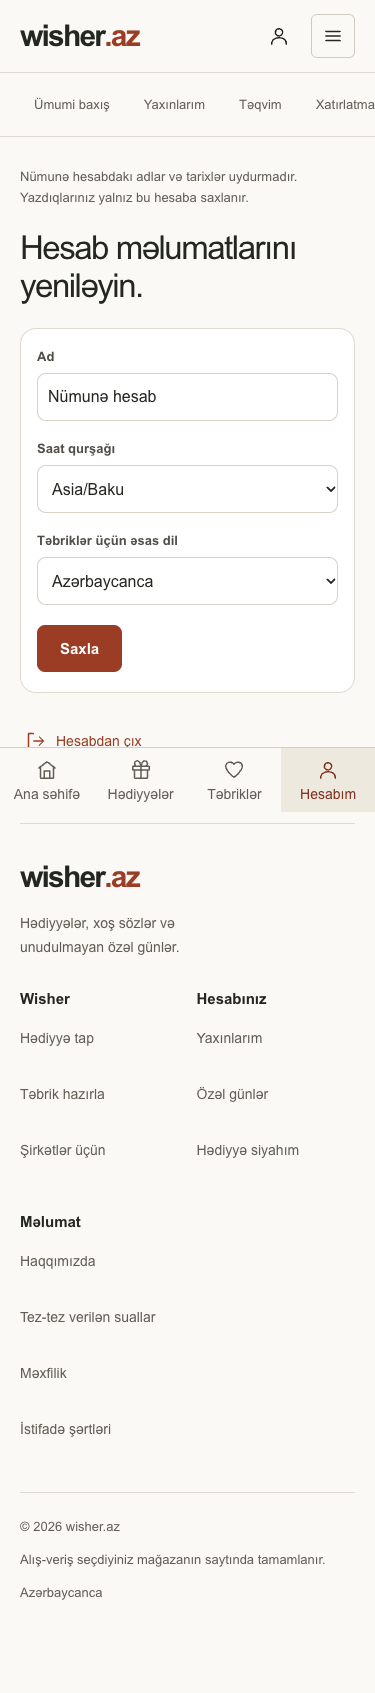 wisher.az
Ümumi baxış
Yaxınlarım
Təqvim
Xatırlatma
Nümunə hesabdakı adlar və tarixlər uydurmadır.
Yazdıqlarınız yalnız bu hesaba saxlanır.
Hesab məlumatlarını
yeniləyin.
Ad
Nümunə hesab
Saat qurşağı
Asia/Baku
Təbriklər üçün əsas dil
Azərbaycanca
Saxla
Hesabdan çıx
Ana səhifə
Hədiyyələr
Təbriklər
Hesabım
wisher.az
Hədiyyələr, xoş sözlər və
unudulmayan özəl günlər.
Wisher
Hədiyyə tap
Təbrik hazırla
Şirkətlər üçün
Hesabınız
Yaxınlarım
Özəl günlər
Hədiyyə siyahım
Məlumat
Haqqımızda
Tez-tez verilən suallar
Məxfilik
İstifadə şərtləri
© 2026 wisher.az
Alış-veriş seçdiyiniz mağazanın saytında tamamlanır.
Azərbaycanca